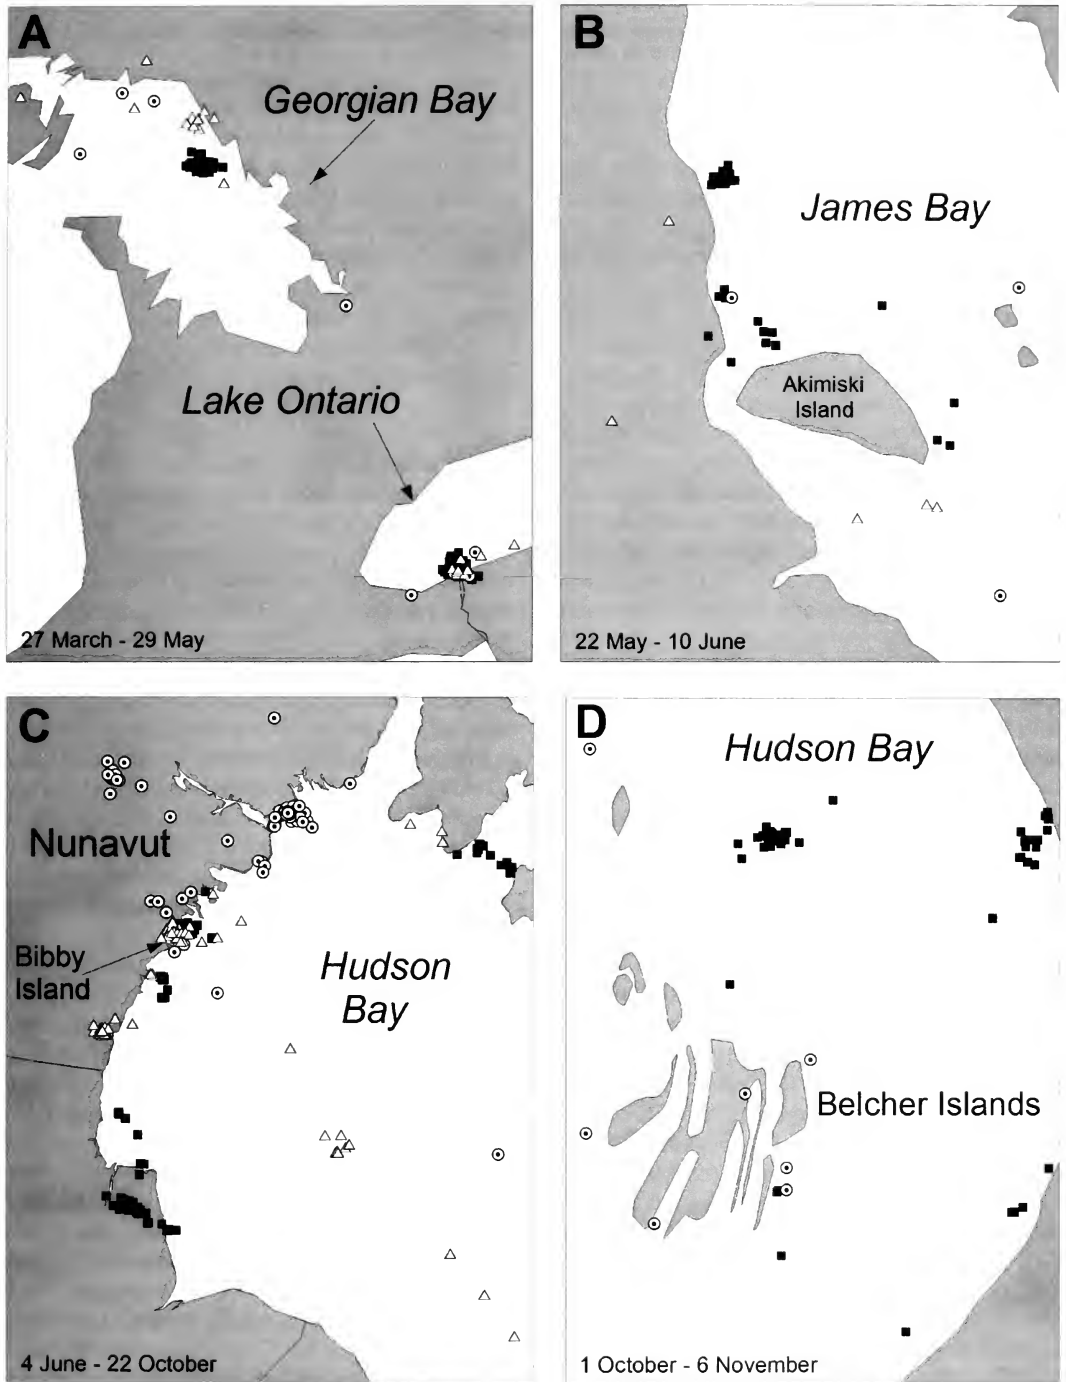 A
Georgian Bay
Lake Ontario
27 March - 29 May
B
James Bay
Akimiski
Island
22 May - 10 June
C
Nunavut
Bibby
Island
Hudson
Bay
4 June - 22 October
D
Hudson Bay
Belcher Islands
1 October - 6 November